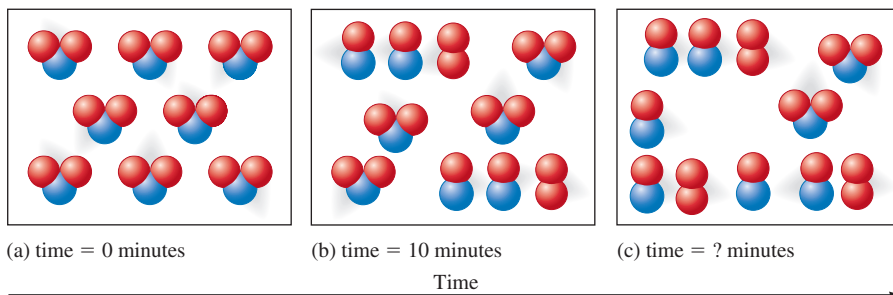 (a) time = 0 minutes
(b) time = 10 minutes
(c) time = ? minutes
Time